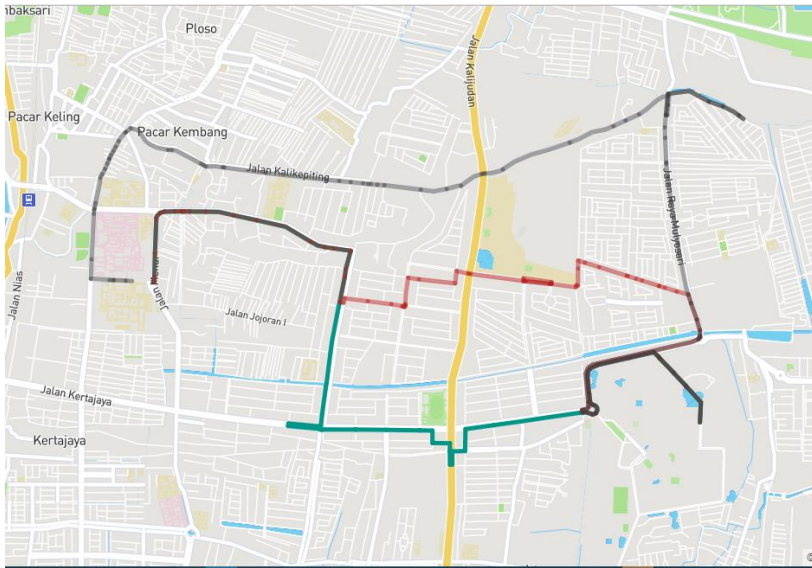 mbaksari
Ploso
Jalan Kalijudan
Pacar Keling
Pacar Kembang
Jalan Kalikepiting
Jalan Raya Mulyosari
Jalan Nias
Jalan
Jalan Jojoran I
Jalan Kertajaya
Kertajaya
©